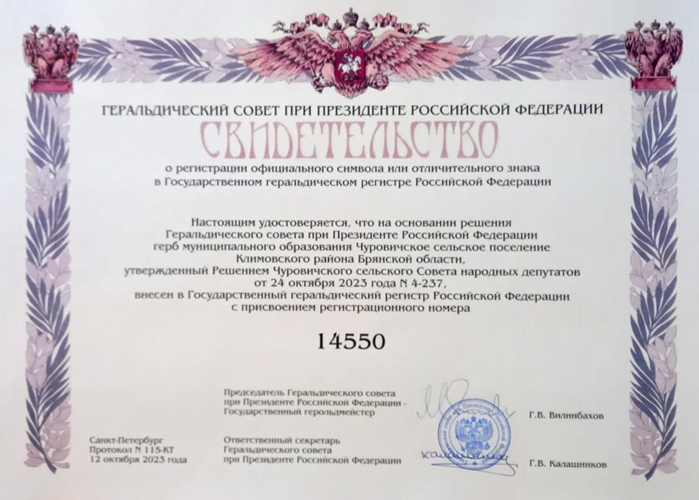 ГЕРАЛЬДИЧЕСКИЙ СОВЕТ ПРИ ПРЕЗИДЕНТЕ РОССИЙСКОЙ ФЕДЕРАЦИИ
СВИДЕТЕЛЬСТВО
о регистрации официального символа или отличительного знака
в Государственном геральдическом регистре Российской Федерации
Настоящим удостоверяется, что на основании решения
Геральдического совета при Президенте Российской Федерации
герб муниципального образования Чуровичское сельское поселение
Климовского района Брянской области,
утвержденный Решением Чуровичского сельского Совета народных депутатов
от 24 октября 2023 года N 4-237,
внесен в Государственный геральдический регистр Российской Федерации
с присвоением регистрационного номера
14550
Председатель Геральдического совета
при Президенте Российской Федерации -
Государственный герольдмейстер
Г.В. Вилинбахов
Санкт-Петербург
Протокол N 115-КТ
12 октября 2023 года
Ответственный секретарь
Геральдического совета
при Президенте Российской Федерации
Г.В. Калашников